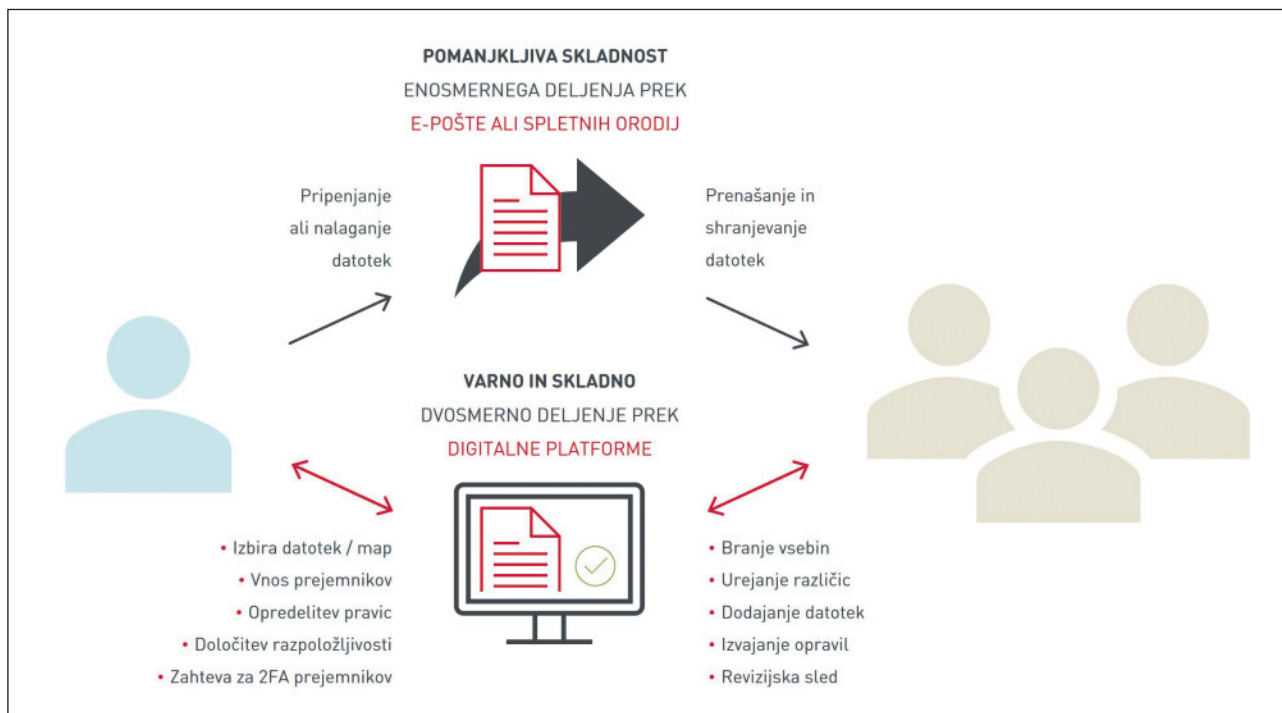 POMANJKLJIVA SKLADNOST
ENOSMERNEGA DELJENJA PREK
E-POŠTE ALI SPLETNIH ORODIJ
Pripenjanje
ali nalaganje
datotek
Prenašanje in
shranjevanje
datotek
VARNO IN SKLADNO
DVOSMERNO DELJENJE PREK
DIGITALNE PLATFORME
• Izbira datotek / map
• Vnos prejemnikov
• Opredelitev pravic
• Določitev razpoložljivosti
• Zahteva za 2FA prejemnikov
• Branje vsebin
• Urejanje različic
• Dodajanje datotek
• Izvajanje opravil
• Revizijska sled